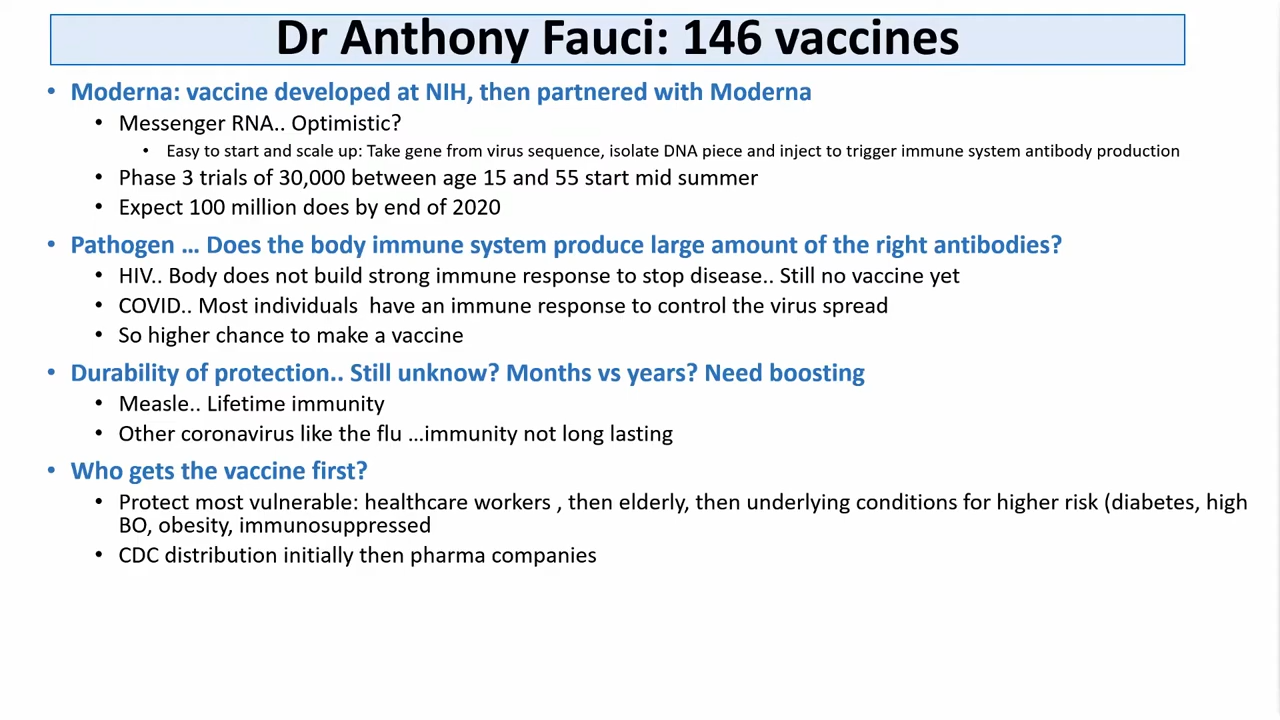 Dr Anthony Fauci: 146 vaccines
• Moderna: vaccine developed at NIH, then partnered with Moderna
• Messenger RNA.. Optimistic?
• Easy to start and scale up: Take gene from virus sequence, isolate DNA piece and inject to trigger immune system antibody production
• Phase 3 trials of 30,000 between age 15 and 55 start mid summer
• Expect 100 million does by end of 2020
• Pathogen … Does the body immune system produce large amount of the right antibodies?
• HIV.. Body does not build strong immune response to stop disease.. Still no vaccine yet
• COVID.. Most individuals  have an immune response to control the virus spread
• So higher chance to make a vaccine
• Durability of protection.. Still unknow? Months vs years? Need boosting
• Measle.. Lifetime immunity
• Other coronavirus like the flu …immunity not long lasting
• Who gets the vaccine first?
• Protect most vulnerable: healthcare workers , then elderly, then underlying conditions for higher risk (diabetes, high
BO, obesity, immunosuppressed
• CDC distribution initially then pharma companies